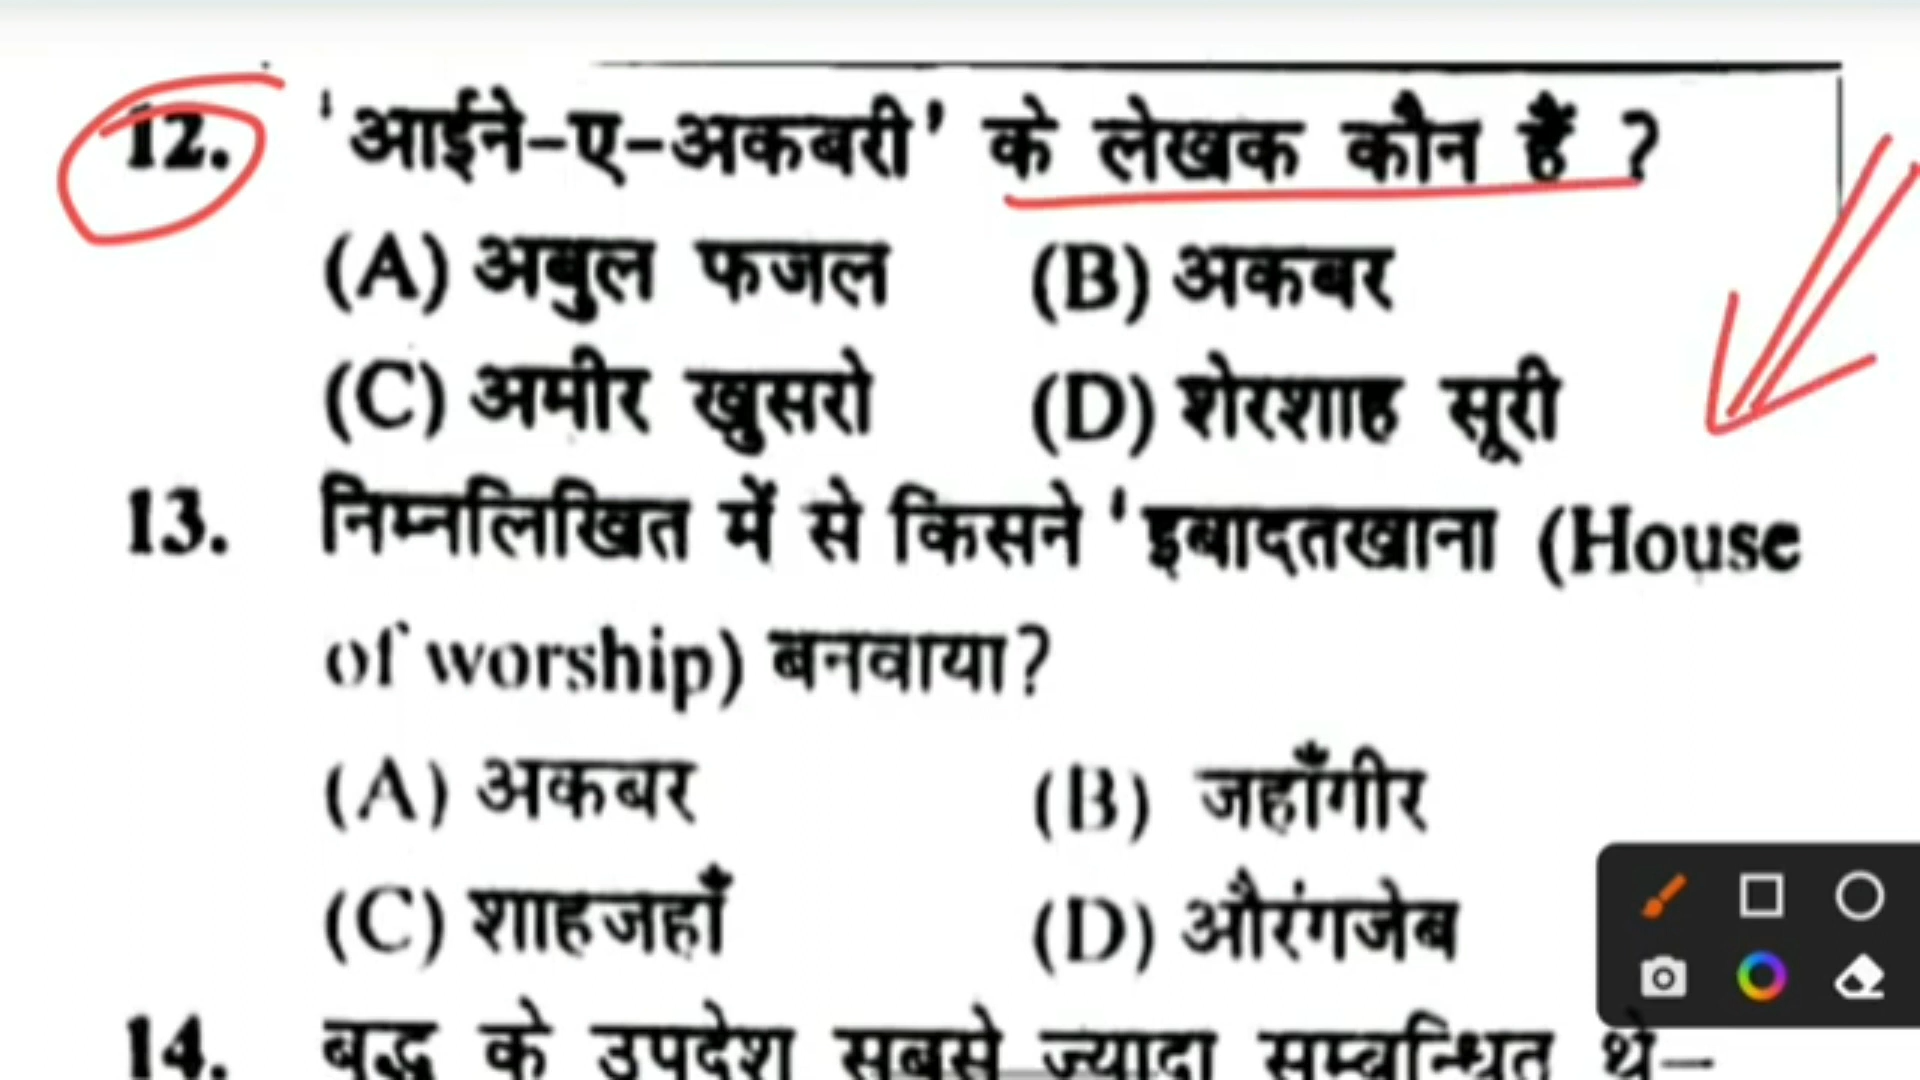 12. 'आईने-ए-अकबरी' के लेखक कौन हैं ?
(A) अबुल फजल (B) अकबर
(C) अमीर खुसरो (D) शेरशाह सूरी
13. निम्नलिखित में से किसने 'इबादतखाना (House
of worship) बनवाया?
(A) अकबर (B) जहाँगीर
(C) शाहजहाँ (D) औरंगजेब
14. बुद्ध के उपदेश सबसे ज्यादा सम्बन्धित थे–